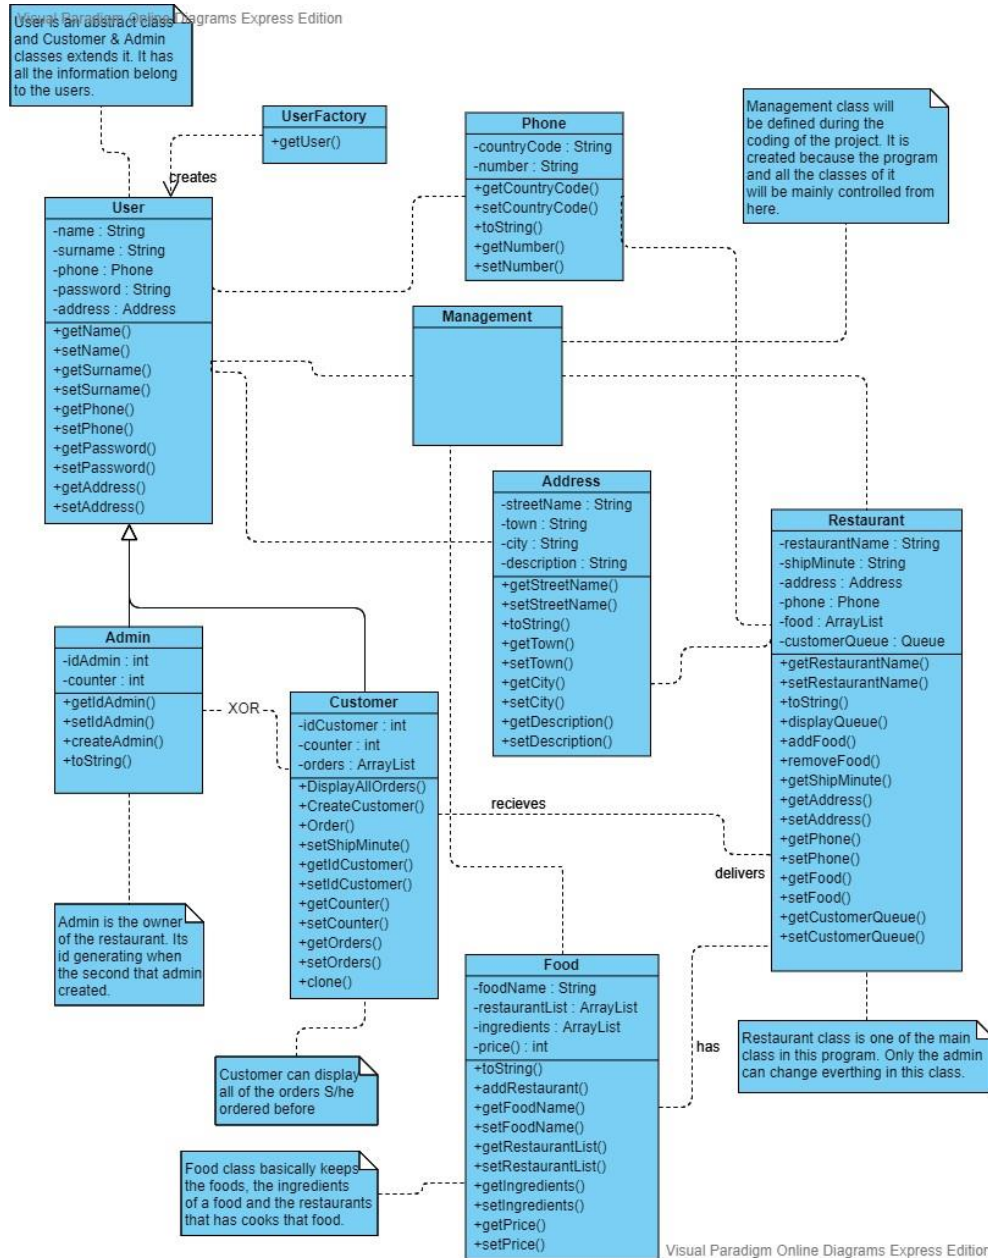 Visual Paradigm Online Diagrams Express Edition
User is an abstract class
and Customer & Admin
classes extends it. It has
all the information belong
to the users.
UserFactory
+getUser()
creates
Phone
-countryCode : String
-number : String
+getCountryCode()
+setCountryCode()
+toString()
+getNumber()
+setNumber()
Management class will
be defined during the
coding of the project. It is
created because the program
and all the classes of it
will be mainly controlled from
here.
User
-name : String
-surname : String
-phone : Phone
-password : String
-address : Address
+getName()
+setName()
+getSurname()
+setSurname()
+getPhone()
+setPhone()
+getPassword()
+setPassword()
+getAddress()
+setAddress()
Management
Address
-streetName : String
-town : String
-city : String
-description : String
+getStreetName()
+setStreetName()
+toString()
+getTown()
+setTown()
+getCity()
+setCity()
+getDescription()
+setDescription()
Restaurant
-restaurantName : String
-shipMinute : String
-address : Address
-phone : Phone
-food : ArrayList
-customerQueue : Queue
+getRestaurantName()
+setRestaurantName()
+toString()
+displayQueue()
+addFood()
+removeFood()
+getShipMinute()
+getAddress()
+setAddress()
+getPhone()
+setPhone()
+getFood()
+setFood()
+getCustomerQueue()
+setCustomerQueue()
Admin
-idAdmin : int
-counter : int
+getIdAdmin()
+setIdAdmin()
+createAdmin()
+toString()
XOR
Customer
-idCustomer : int
-counter : int
-orders : ArrayList
+DisplayAllOrders()
+CreateCustomer()
+Order()
+setShipMinute()
+getIdCustomer()
+setIdCustomer()
+getCounter()
+setCounter()
+getOrders()
+setOrders()
+clone()
recieves
delivers
Admin is the owner
of the restaurant. Its
id generating when
the second that admin
created.
Food
-foodName : String
-restaurantList : ArrayList
-ingredients : ArrayList
-price() : int
+toString()
+addRestaurant()
+getFoodName()
+setFoodName()
+getRestaurantList()
+setRestaurantList()
+getIngredients()
+setIngredients()
+getPrice()
+setPrice()
has
Restaurant class is one of the main
class in this program. Only the admin
can change everthing in this class.
Customer can display
all of the orders S/he
ordered before
Food class basically keeps
the foods, the ingredients
of a food and the restaurants
that has cooks that food.
Visual Paradigm Online Diagrams Express Edition